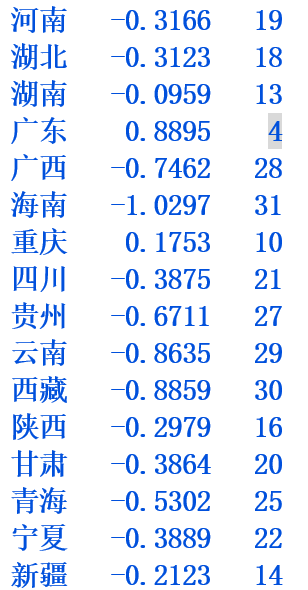 河南 -0.3166 19
湖北 -0.3123 18
湖南 -0.0959 13
广东 0.8895 4
广西 -0.7462 28
海南 -1.0297 31
重庆 0.1753 10
四川 -0.3875 21
贵州 -0.6711 27
云南 -0.8635 29
西藏 -0.8859 30
陕西 -0.2979 16
甘肃 -0.3864 20
青海 -0.5302 25
宁夏 -0.3889 22
新疆 -0.2123 14